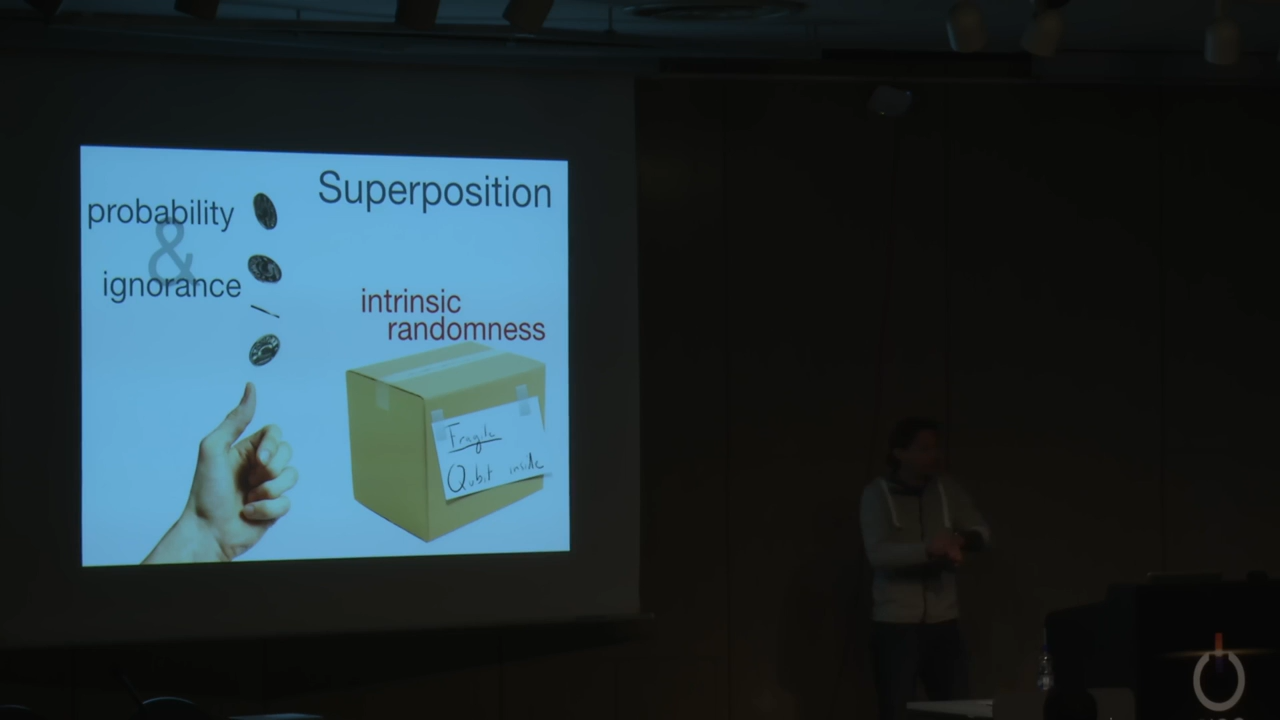 Superposition
probability
&
ignorance
intrinsic
randomness
Fragile
Qubit inside